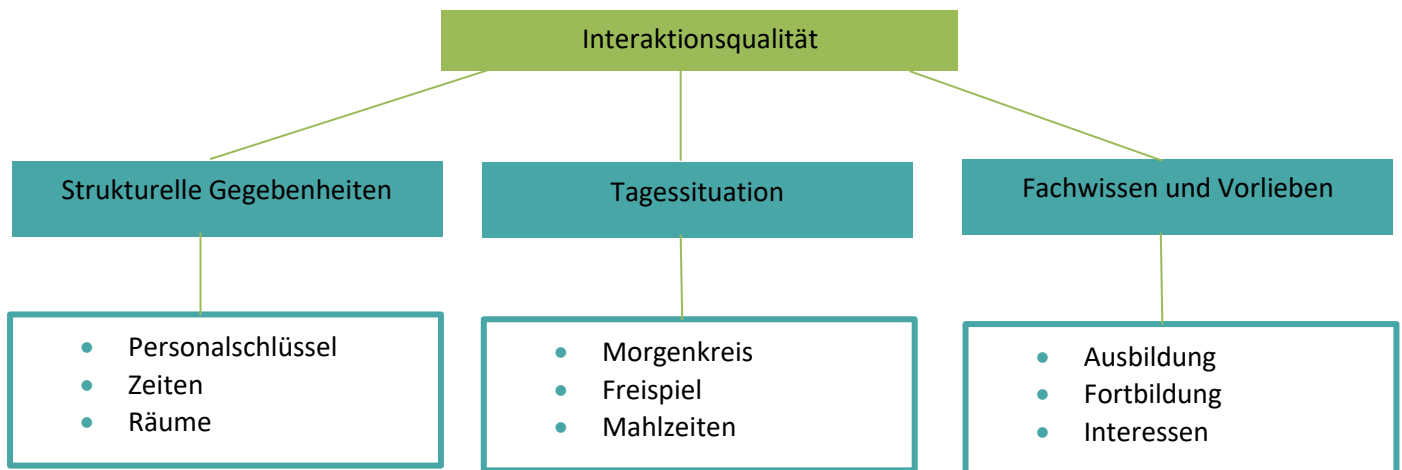 Interaktionsqualität
Strukturelle Gegebenheiten
Tagessituation
Fachwissen und Vorlieben
• Personalschlüssel
• Zeiten
• Räume
• Morgenkreis
• Freispiel
• Mahlzeiten
• Ausbildung
• Fortbildung
• Interessen